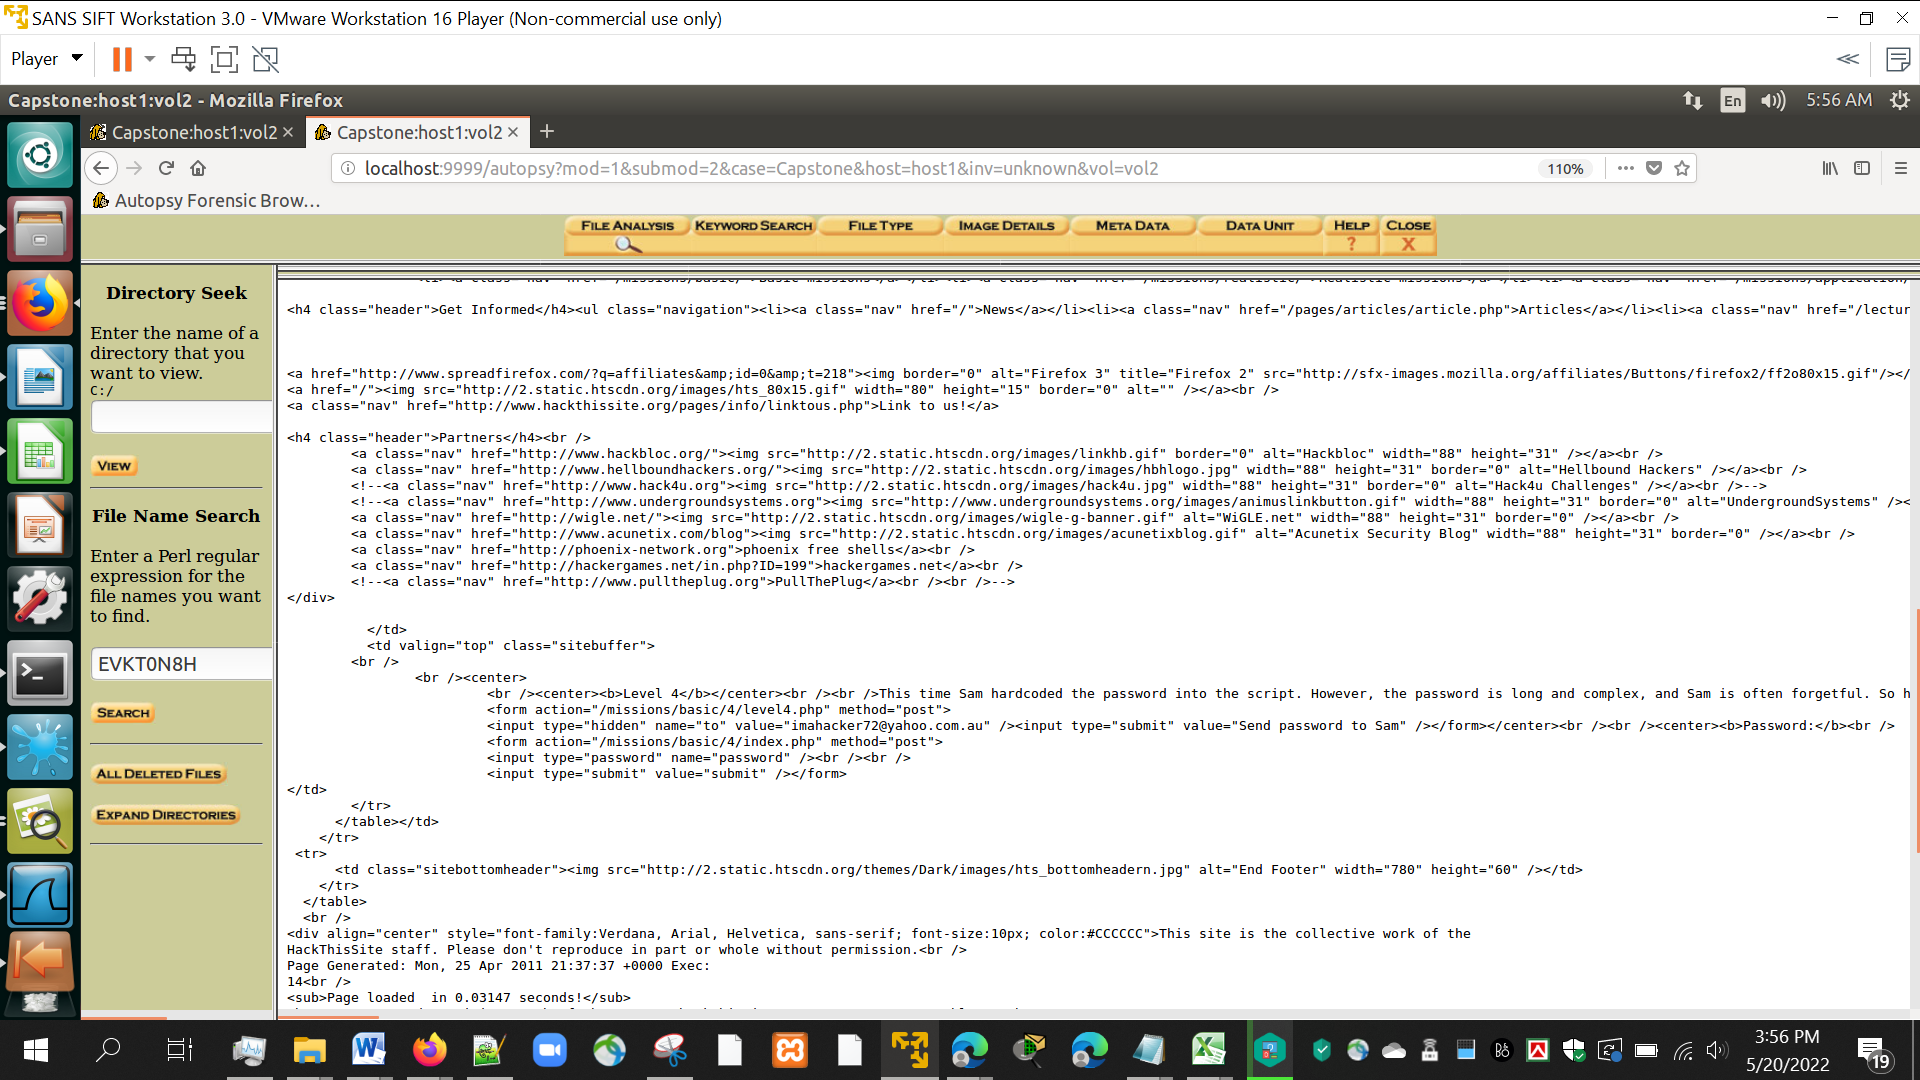 SANS SIFT Workstation 3.0 - VMware Workstation 16 Player (Non-commercial use only)
Player
Capstone:host1:vol2 - Mozilla Firefox
En
5:56 AM
Capstone:host1:vol2
Capstone:host1:vol2
localhost:9999/autopsy?mod=1&submod=2&case=Capstone&host=host1&inv=unknown&vol=vol2
110%
Autopsy Forensic Brow…
FILE ANALYSIS
KEYWORD SEARCH
FILE TYPE
IMAGE DETAILS
META DATA
DATA UNIT
HELP
?
CLOSE
X
Directory Seek
Enter the name of a
directory that you
want to view.
C:/
VIEW
File Name Search
Enter a Perl regular
expression for the
file names you want
to find.
EVKT0N8H
SEARCH
ALL DELETED FILES
EXPAND DIRECTORIES
<h4 class="header">Get Informed</h4><ul class="navigation"><li><a class="nav" href="/">News</a></li><li><a class="nav" href="/pages/articles/article.php">Articles</a></li><li><a class="nav" href="/lectur
<a href="http://www.spreadfirefox.com/?q=affiliates&amp;id=0&amp;t=218"><img border="0" alt="Firefox 3" title="Firefox 2" src="http://sfx-images.mozilla.org/affiliates/Buttons/firefox2/ff2o80x15.gif"/></
<a href="/"><img src="http://2.static.htscdn.org/images/hts_80x15.gif" width="80" height="15" border="0" alt="" /></a><br />
<a class="nav" href="http://www.hackthissite.org/pages/info/linktous.php">Link to us!</a>
<h4 class="header">Partners</h4><br />
<a class="nav" href="http://www.hackbloc.org/"><img src="http://2.static.htscdn.org/images/linkhb.gif" border="0" alt="Hackbloc" width="88" height="31" /></a><br />
<a class="nav" href="http://www.hellboundhackers.org/"><img src="http://2.static.htscdn.org/images/hbhlogo.jpg" width="88" height="31" border="0" alt="Hellbound Hackers" /></a><br />
<!--<a class="nav" href="http://www.hack4u.org"><img src="http://2.static.htscdn.org/images/hack4u.jpg" width="88" height="31" border="0" alt="Hack4u Challenges" /></a><br />-->
<!--<a class="nav" href="http://www.undergroundsystems.org"><img src="http://www.undergroundsystems.org/images/animuslinkbutton.gif" width="88" height="31" border="0" alt="UndergroundSystems" /><
<a class="nav" href="http://wigle.net/"><img src="http://2.static.htscdn.org/images/wigle-g-banner.gif" alt="WiGLE.net" width="88" height="31" border="0" /></a><br />
<a class="nav" href="http://www.acunetix.com/blog"><img src="http://2.static.htscdn.org/images/acunetixblog.gif" alt="Acunetix Security Blog" width="88" height="31" border="0" /></a><br />
<a class="nav" href="http://phoenix-network.org">phoenix free shells</a><br />
<a class="nav" href="http://hackergames.net/in.php?ID=199">hackergames.net</a><br />
<!--<a class="nav" href="http://www.pulltheplug.org">PullThePlug</a><br /><br />-->
</div>
</td>
<td valign="top" class="sitebuffer">
<br />
<br /><center>
<br /><center><b>Level 4</b></center><br /><br />This time Sam hardcoded the password into the script. However, the password is long and complex, and Sam is often forgetful. So h
<form action="/missions/basic/4/level4.php" method="post">
<input type="hidden" name="to" value="imahacker72@yahoo.com.au" /><input type="submit" value="Send password to Sam" /></form></center><br /><br /><center><b>Password:</b><br />
<form action="/missions/basic/4/index.php" method="post">
<input type="password" name="password" /><br /><br />
<input type="submit" value="submit" /></form>
</td>
</tr>
</table></td>
</tr>
<tr>
<td class="sitebottomheader"><img src="http://2.static.htscdn.org/themes/Dark/images/hts_bottomheadern.jpg" alt="End Footer" width="780" height="60" /></td>
</tr>
</table>
<br />
<div align="center" style="font-family:Verdana, Arial, Helvetica, sans-serif; font-size:10px; color:#CCCCCC">This site is the collective work of the
HackThisSite staff. Please don't reproduce in part or whole without permission.<br />
Page Generated: Mon, 25 Apr 2011 21:37:37 +0000 Exec:
14<br />
<sub>Page loaded  in 0.03147 seconds!</sub>
3:56 PM
5/20/2022
19